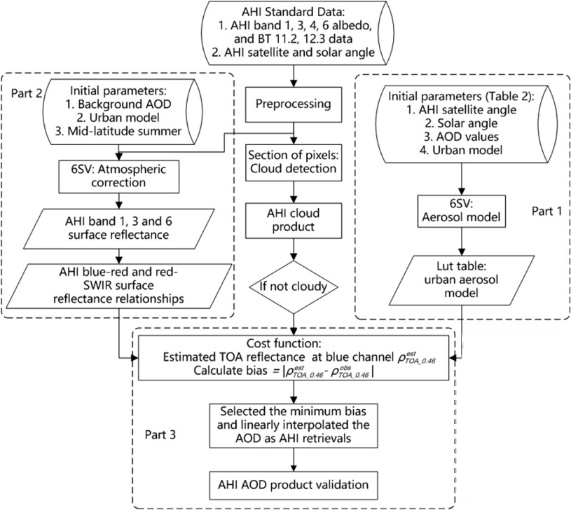 AHI Standard Data:
1. AHI band 1, 3, 4, 6 albedo,
and BT 11.2, 12.3 data
2. AHI satellite and solar angle
Part 2
Initial parameters:
1. Background AOD
2. Urban model
3. Mid-latitude summer
Preprocessing
Initial parameters (Table 2):
1. AHI satellite angle
2. Solar angle
3. AOD values
4. Urban model
6SV: Atmospheric
correction
Section of pixels:
Cloud detection
6SV:
Aerosol model
Part 1
AHI band 1, 3 and 6
surface reflectance
AHI cloud
product
AHI blue-red and red-
SWIR surface
reflectance relationships
If not cloudy
Lut table:
urban aerosol
model
Cost function:
Estimated TOA reflectance at blue channel ρ^{est}_{TOA_0.46}
Calculate bias = |ρ^{est}_{TOA_0.46} - ρ^{obs}_{TOA_0.46}|
Part 3
Selected the minimum bias
and linearly interpolated the
AOD as AHI retrievals
AHI AOD product validation